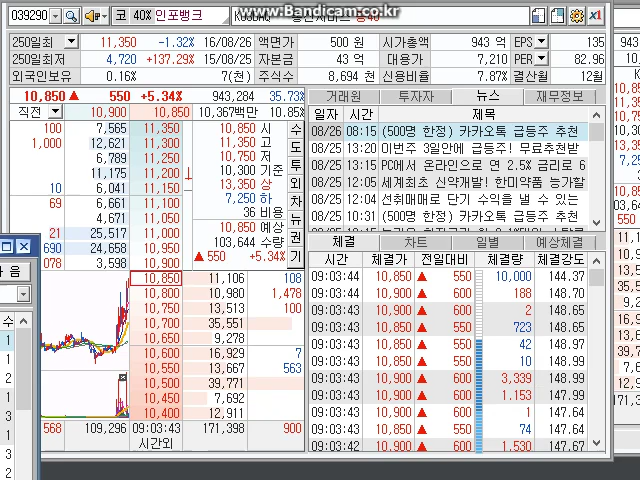 www.Bandicam.co.kr
039290 코 40% 인포뱅크 KOSDAQ
250일최 11,350 -1.32% 16/08/26 액면가 500 원 시가총액 943 억 EPS 135
250일최저 4,720 +137.29% 15/08/25 자본금 43 억 대용가 7,210 PER 82.96
외국인보유 0.16% 7(천) 주식수 8,694 천 신용비율 7.87% 결산월 12월
10,850 ▲ 550 +5.34% 943,284 35.73%
직전 10,900 10,850 10,367백만 10.85%
100 7,565 11,350 10,850 시
1,000 12,621 11,300 11,350 고
6,789 11,250 10,750 저
11,175 11,200 10,300 기준
10 6,041 11,150 13,350 상
69 6,661 11,100 7,250 하
4,671 11,050 36 비용
21 25,517 11,000 10,850 예상
690 24,658 10,950 103,644 수량
078 3,598 10,900 ▲ 550 +5.34%
수 도 투 외 차 뉴 권 기
10,850 11,106 108
10,800 10,980 1,478
10,750 13,513 100
10,700 35,551
10,650 9,278
10,600 16,929 7
10,550 13,667 563
10,500 39,771
10,450 7,692
10,400 12,911
568 109,296 09:03:43 171,398 900
시간외
거래원 투자자 뉴스 재무정보
일자 시간 제목
08/26 08:15 (500명 한정) 카카오톡 급등주 추천
08/25 13:20 이번주 3일안에 급등주! 무료추천받
08/25 13:15 PC에서 온라인으로 연 2.5% 금리로 6
08/25 12:05 세계최초 신약개발! 한미약품 능가할
08/25 12:04 선취매매로 단기 수익을 낼 수 있는
08/25 10:31 (500명 한정) 카카오톡 급등주 추천
체결 차트 일별 예상체결
시간 체결가 전일대비 체결량 체결강도
09:03:44 10,850 ▲ 550 10,000 144.37
09:03:44 10,900 ▲ 600 188 148.70
09:03:43 10,900 ▲ 600 2 148.65
09:03:43 10,850 ▲ 550 723 148.65
09:03:43 10,850 ▲ 550 42 148.97
09:03:43 10,850 ▲ 550 10 148.99
09:03:43 10,900 ▲ 600 3,339 148.99
09:03:43 10,900 ▲ 600 1,153 147.99
09:03:43 10,900 ▲ 600 1 147.64
09:03:43 10,850 ▲ 550 74 147.64
09:03:42 10,900 ▲ 600 1,530 147.67